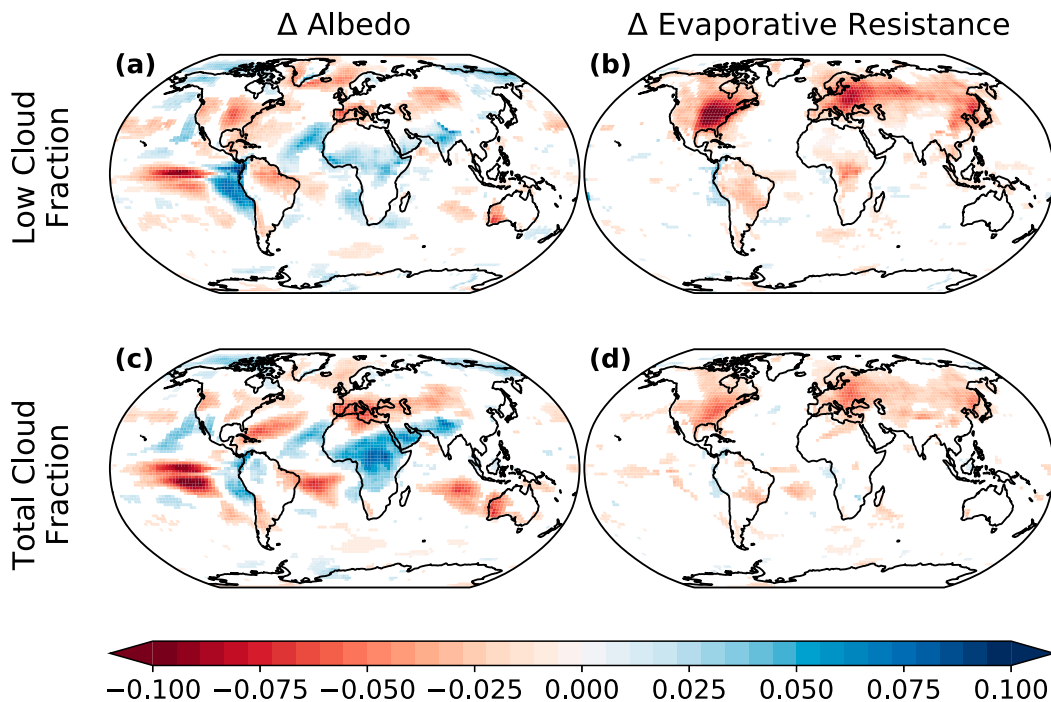 Δ Albedo
Δ Evaporative Resistance
Low Cloud
Fraction
(a)
(b)
Total Cloud
Fraction
(c)
(d)
−0.100 −0.075 −0.050 −0.025 0.000 0.025 0.050 0.075 0.100